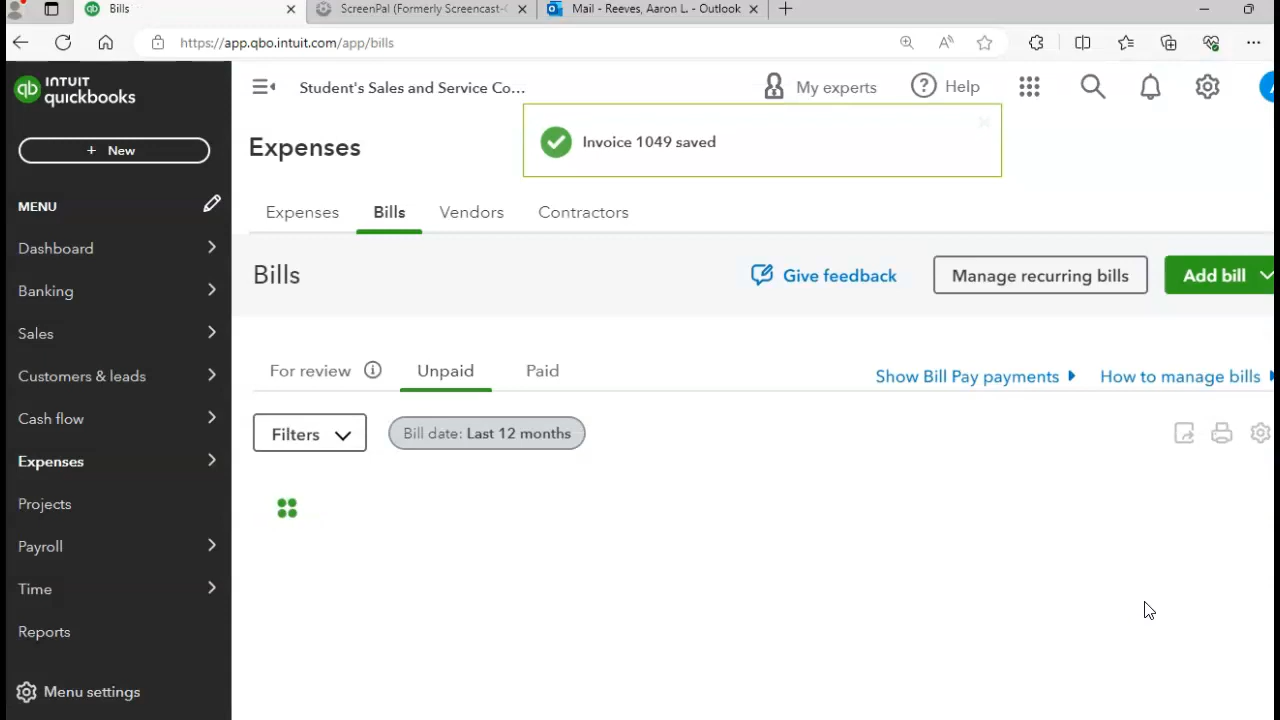 Bills
ScreenPal (Formerly Screencast-
Mail - Reeves, Aaron L. - Outlook
https://app.qbo.intuit.com/app/bills
qb INTUIT
quickbooks
Student's Sales and Service Co...
My experts
Help
+ New
Expenses
Invoice 1049 saved
MENU
Expenses
Bills
Vendors
Contractors
Dashboard
Banking
Sales
Customers & leads
Cash flow
Expenses
Projects
Payroll
Time
Reports
Menu settings
Bills
Give feedback
Manage recurring bills
Add bill
For review
Unpaid
Paid
Show Bill Pay payments
How to manage bills
Filters
Bill date: Last 12 months